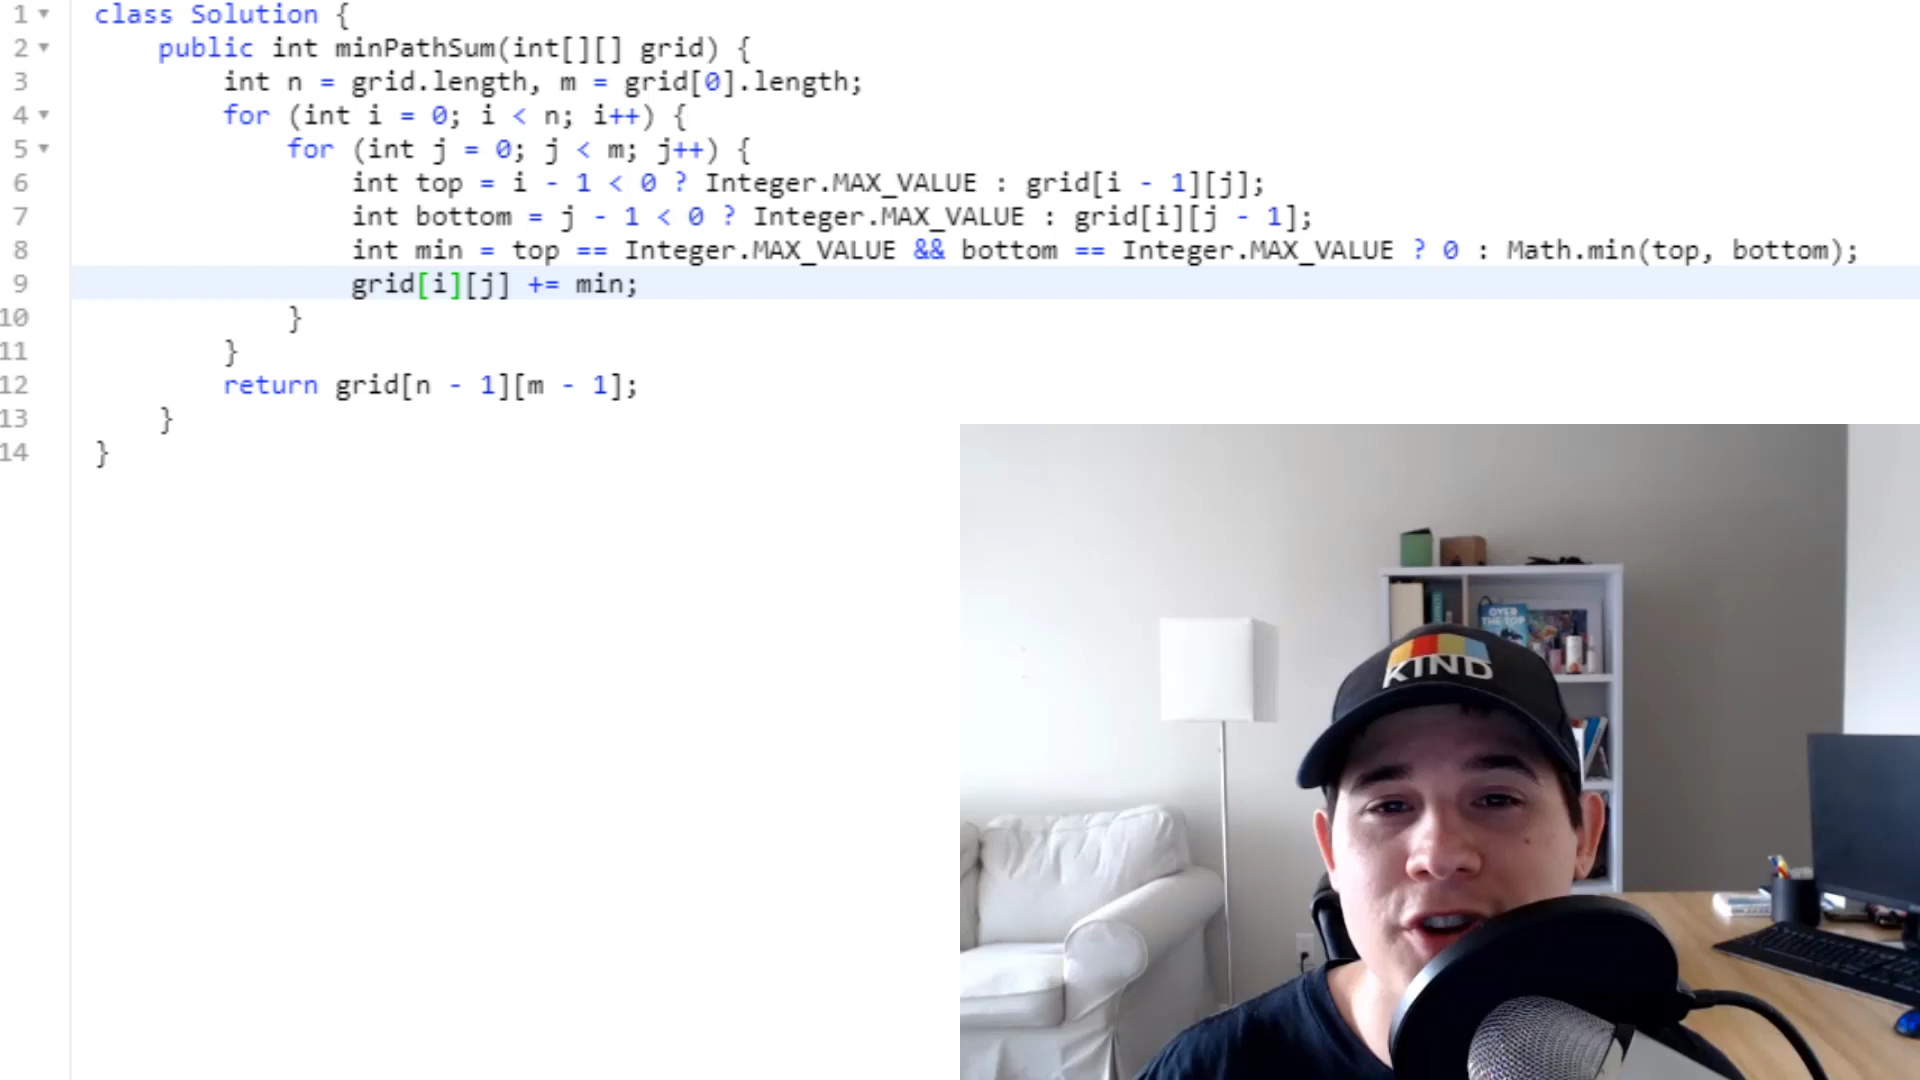 1 class Solution {
2 public int minPathSum(int[][] grid) {
3 int n = grid.length, m = grid[0].length;
4 for (int i = 0; i < n; i++) {
5 for (int j = 0; j < m; j++) {
6 int top = i - 1 < 0 ? Integer.MAX_VALUE : grid[i - 1][j];
7 int bottom = j - 1 < 0 ? Integer.MAX_VALUE : grid[i][j - 1];
8 int min = top == Integer.MAX_VALUE && bottom == Integer.MAX_VALUE ? 0 : Math.min(top, bottom);
9 grid[i][j] += min;
10 }
11 }
12 return grid[n - 1][m - 1];
13 }
14 }
OVER
THE TOP
KIND